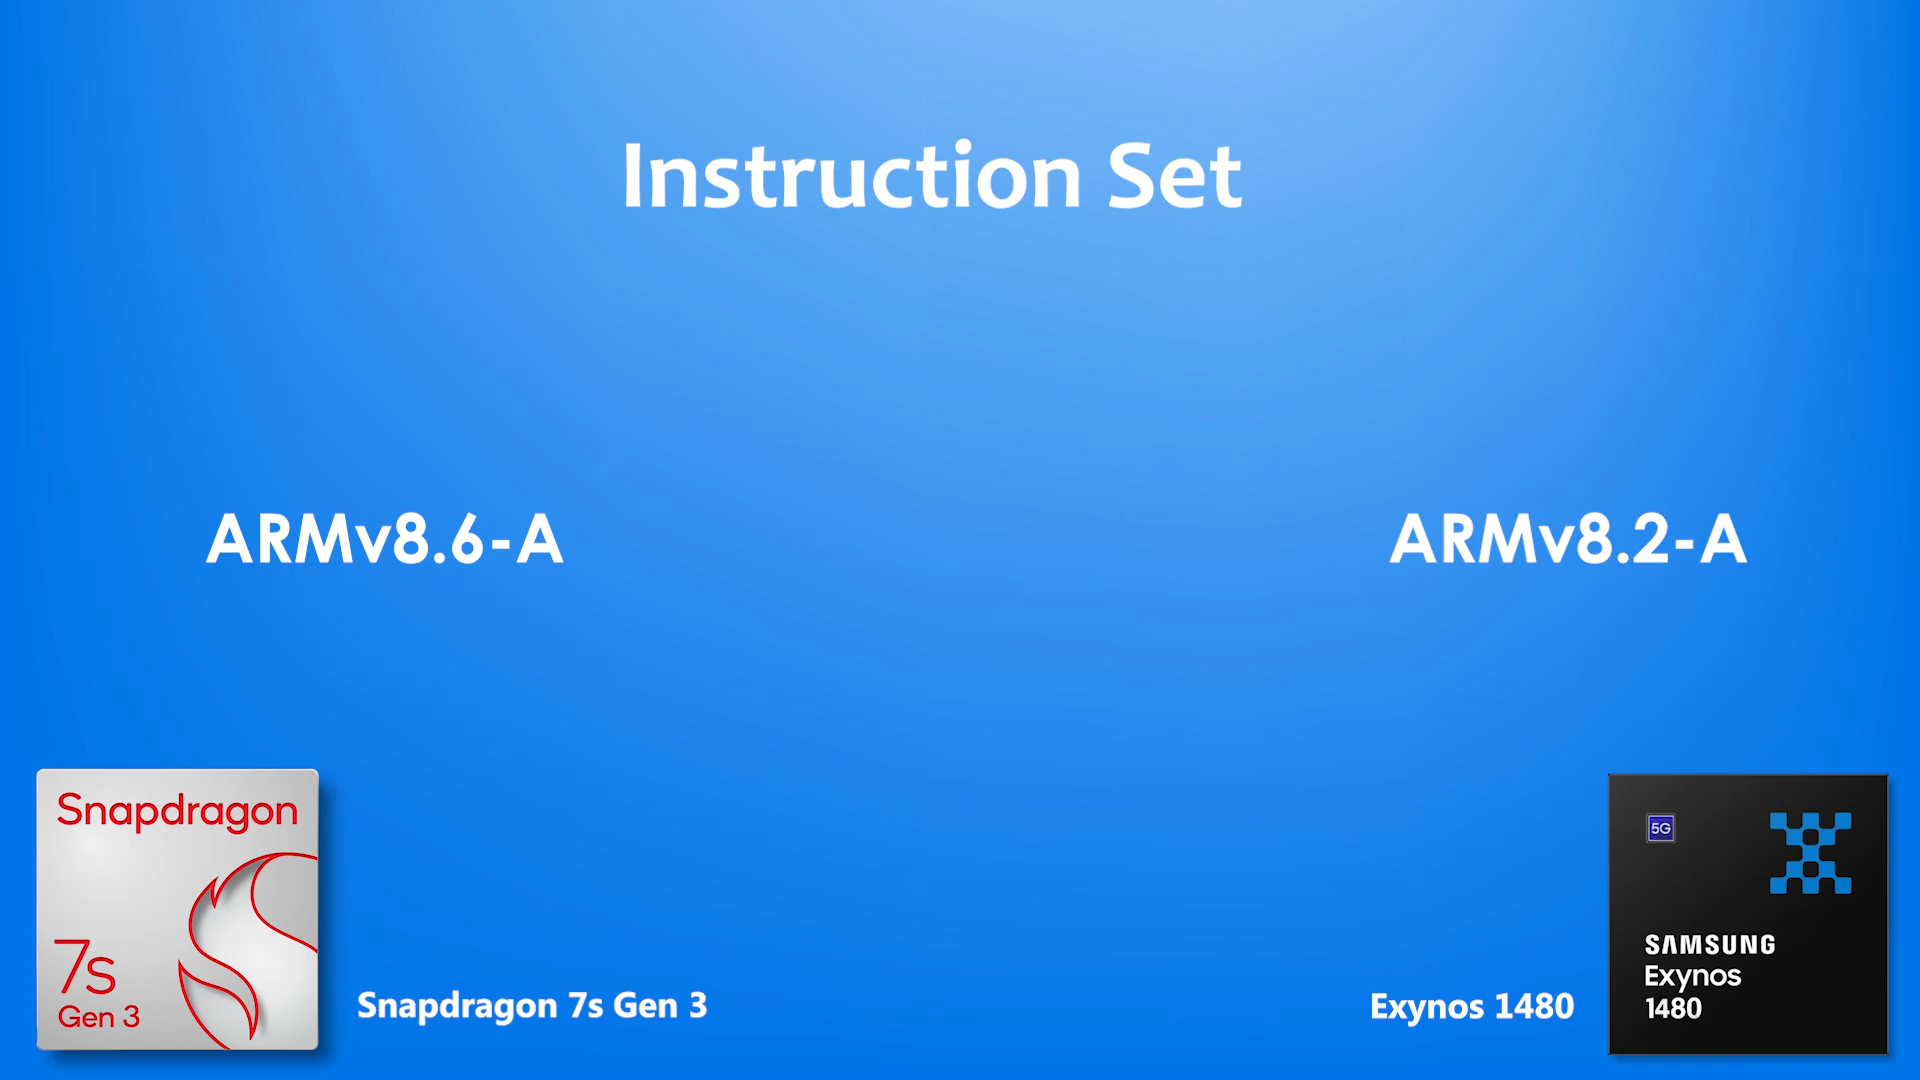 Instruction Set
ARMv8.6-A
ARMv8.2-A
Snapdragon
7s
Gen 3
Snapdragon 7s Gen 3
Exynos 1480
5G
SAMSUNG
Exynos
1480